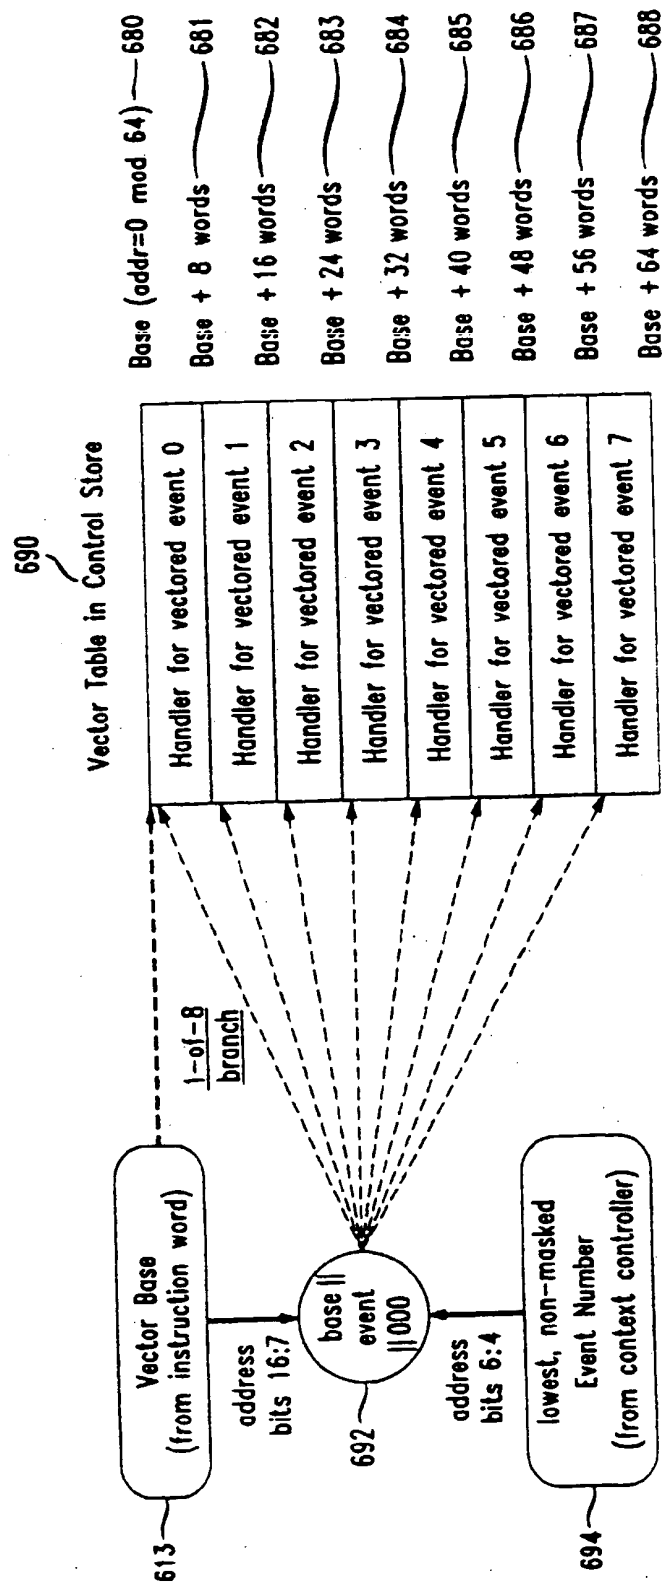 690
Vector Table in Control Store
613
Vector Base
(from instruction word)
address
bits 16:7
692
base ||
event
|| 000
address
bits 6:4
694
lowest, non-masked
Event Number
(from context controller)
1-of-8
branch
Handler for vectored event 0
Handler for vectored event 1
Handler for vectored event 2
Handler for vectored event 3
Handler for vectored event 4
Handler for vectored event 5
Handler for vectored event 6
Handler for vectored event 7
Base (addr=0 mod 64) 680
Base + 8 words 681
Base + 16 words 682
Base + 24 words 683
Base + 32 words 684
Base + 40 words 685
Base + 48 words 686
Base + 56 words 687
Base + 64 words 688